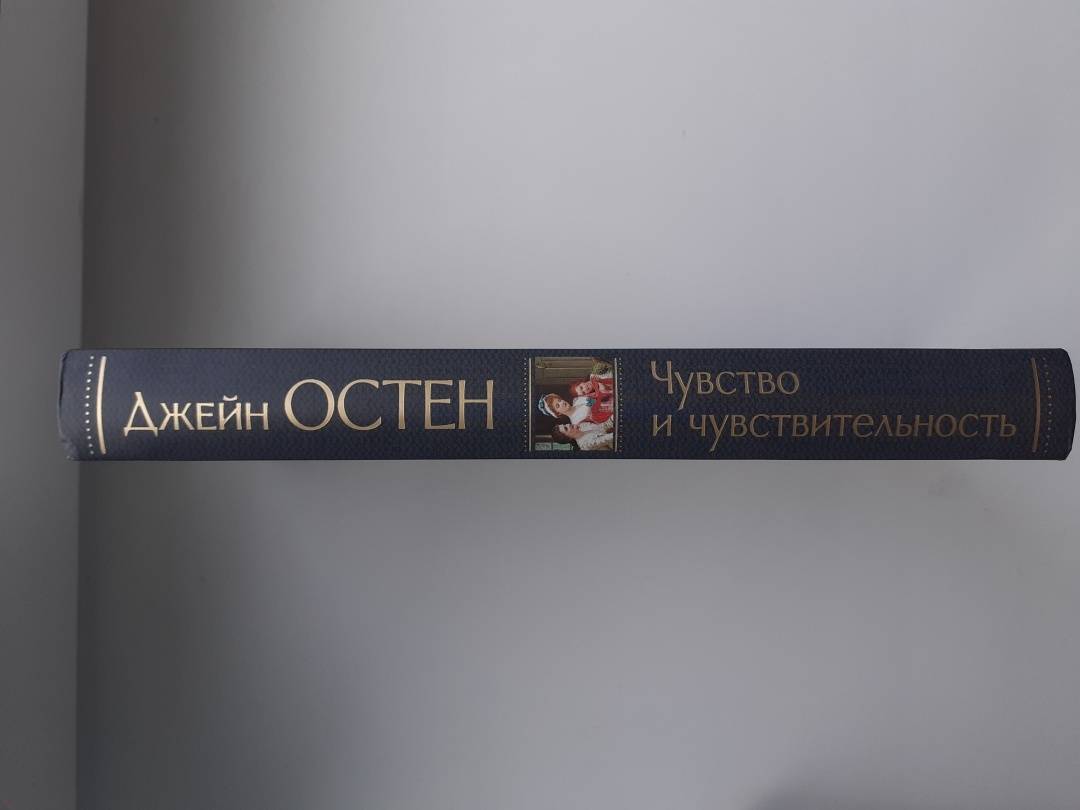 Джейн ОСТЕН
Чувство
и чувствительность